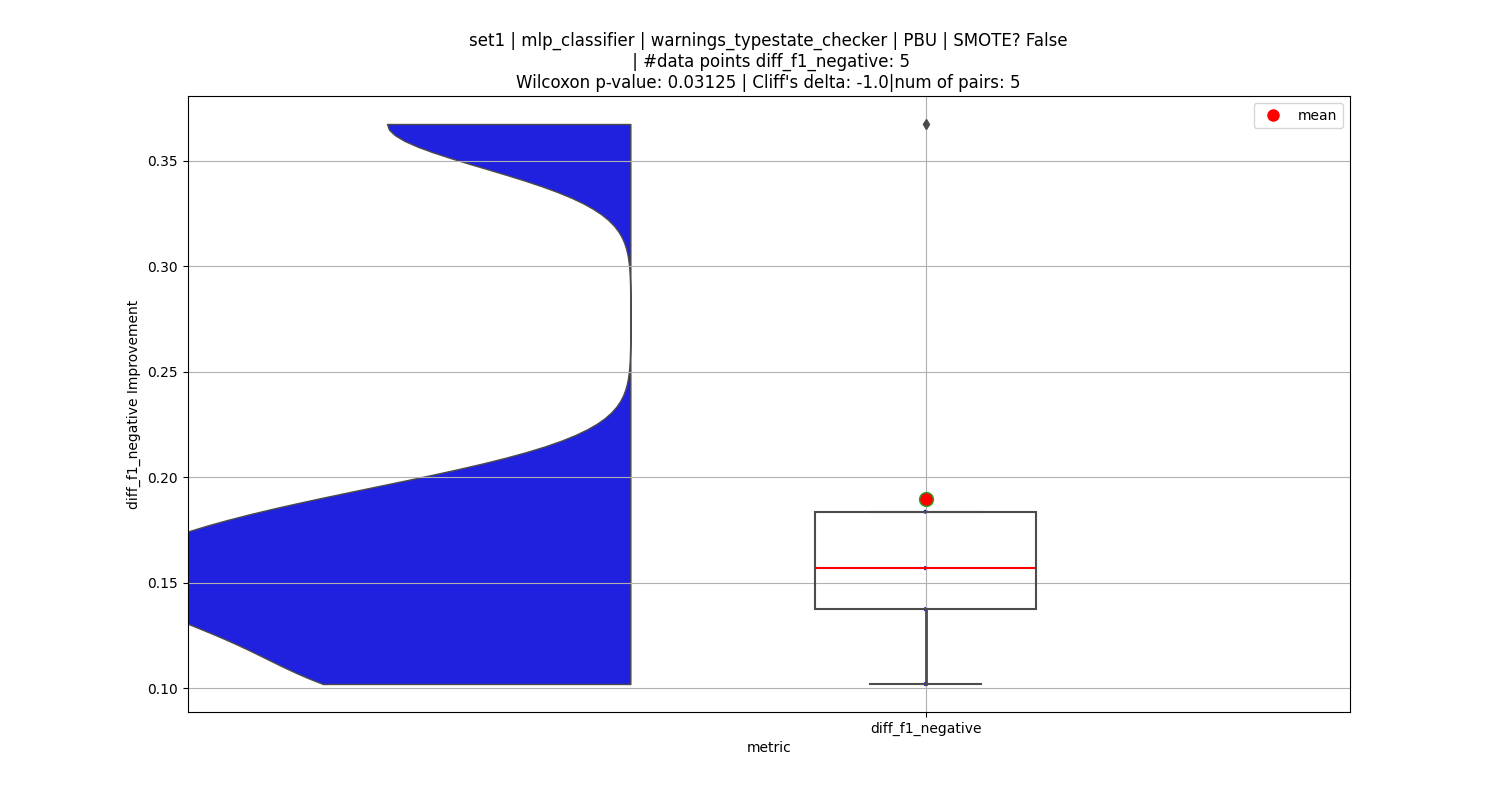 set1 | mlp_classifier | warnings_typestate_checker | PBU | SMOTE? False
| #data points diff_f1_negative: 5
Wilcoxon p-value: 0.03125 | Cliff's delta: -1.0|num of pairs: 5
mean
0.35
0.30
0.25
0.20
0.15
0.10
diff_f1_negative Improvement
diff_f1_negative
metric